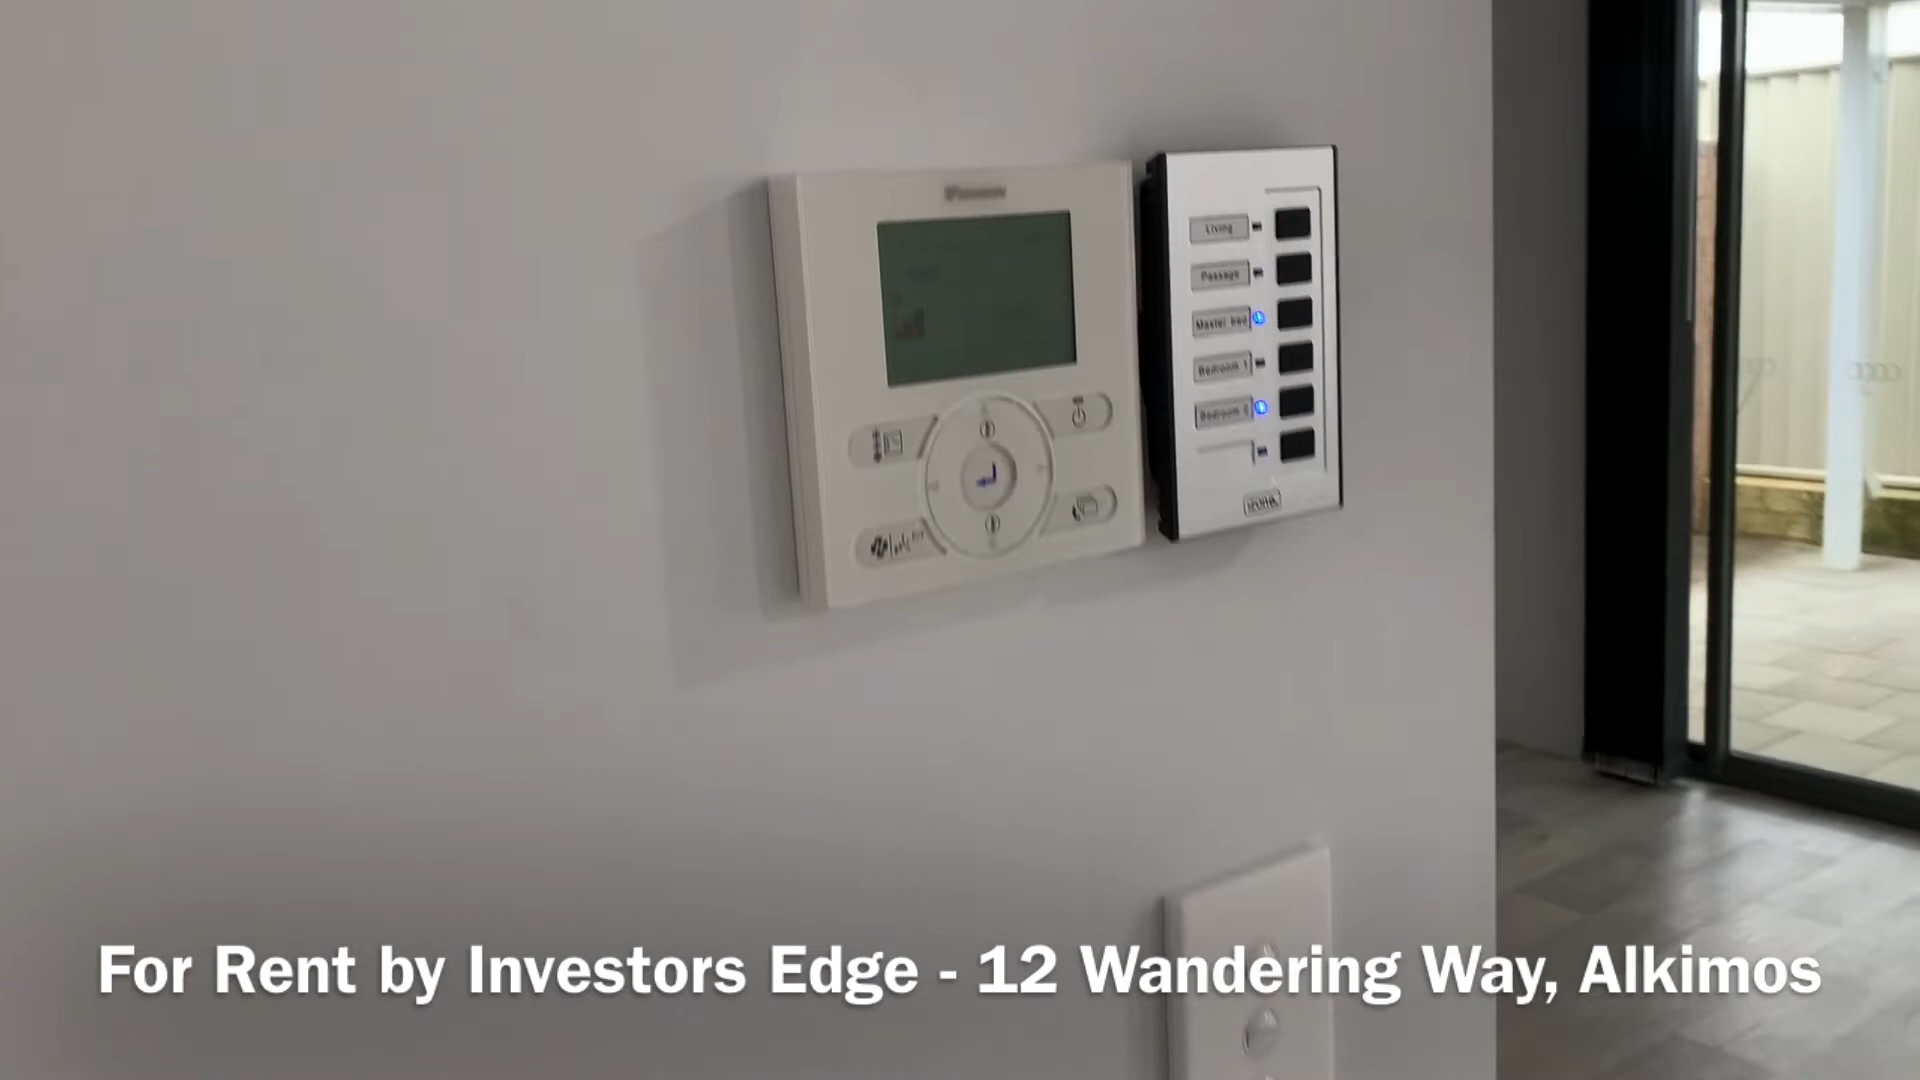 Living
Passage
Master bed
Bedroom 1
Bedroom 2
For Rent by Investors Edge - 12 Wandering Way, Alkimos